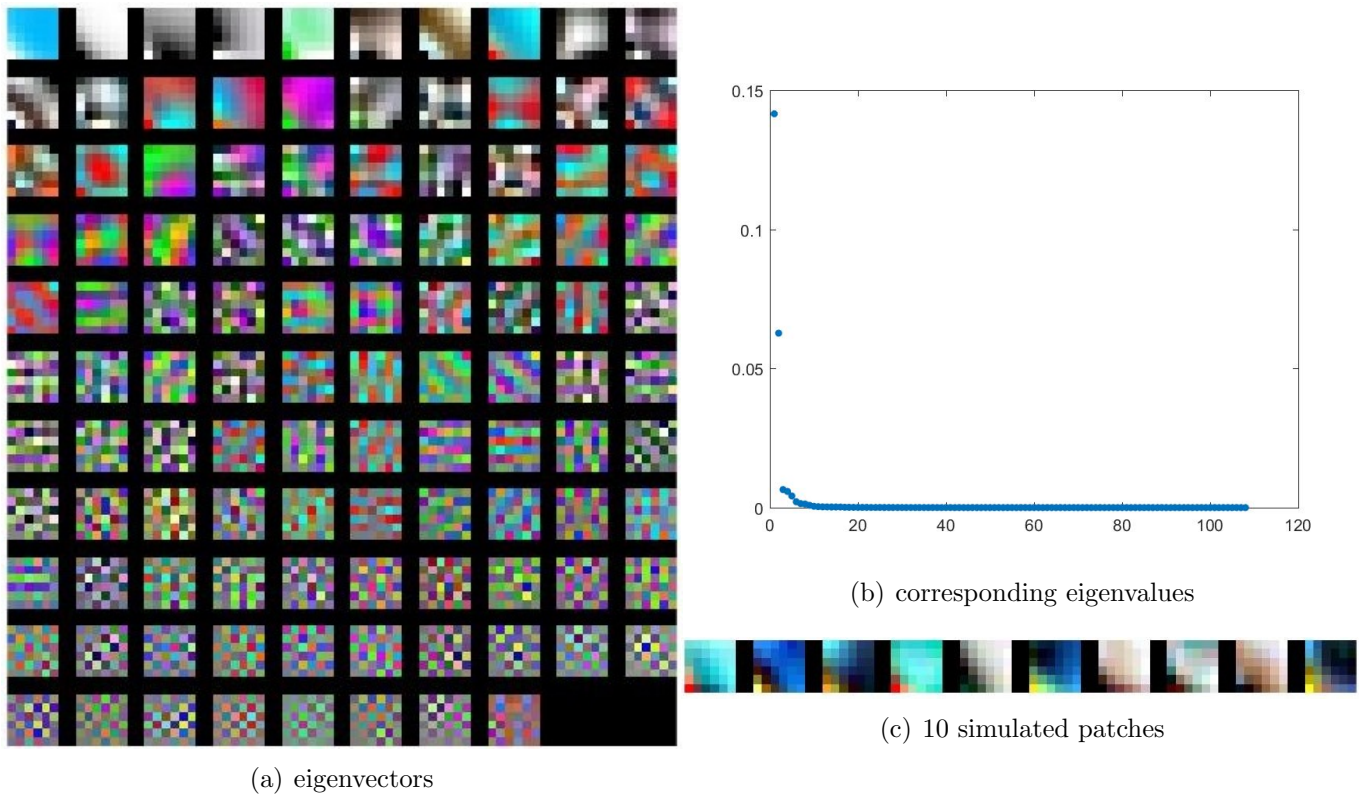 0.15
0.1
0.05
0
0 20 40 60 80 100 120
(b) corresponding eigenvalues
(c) 10 simulated patches
(a) eigenvectors